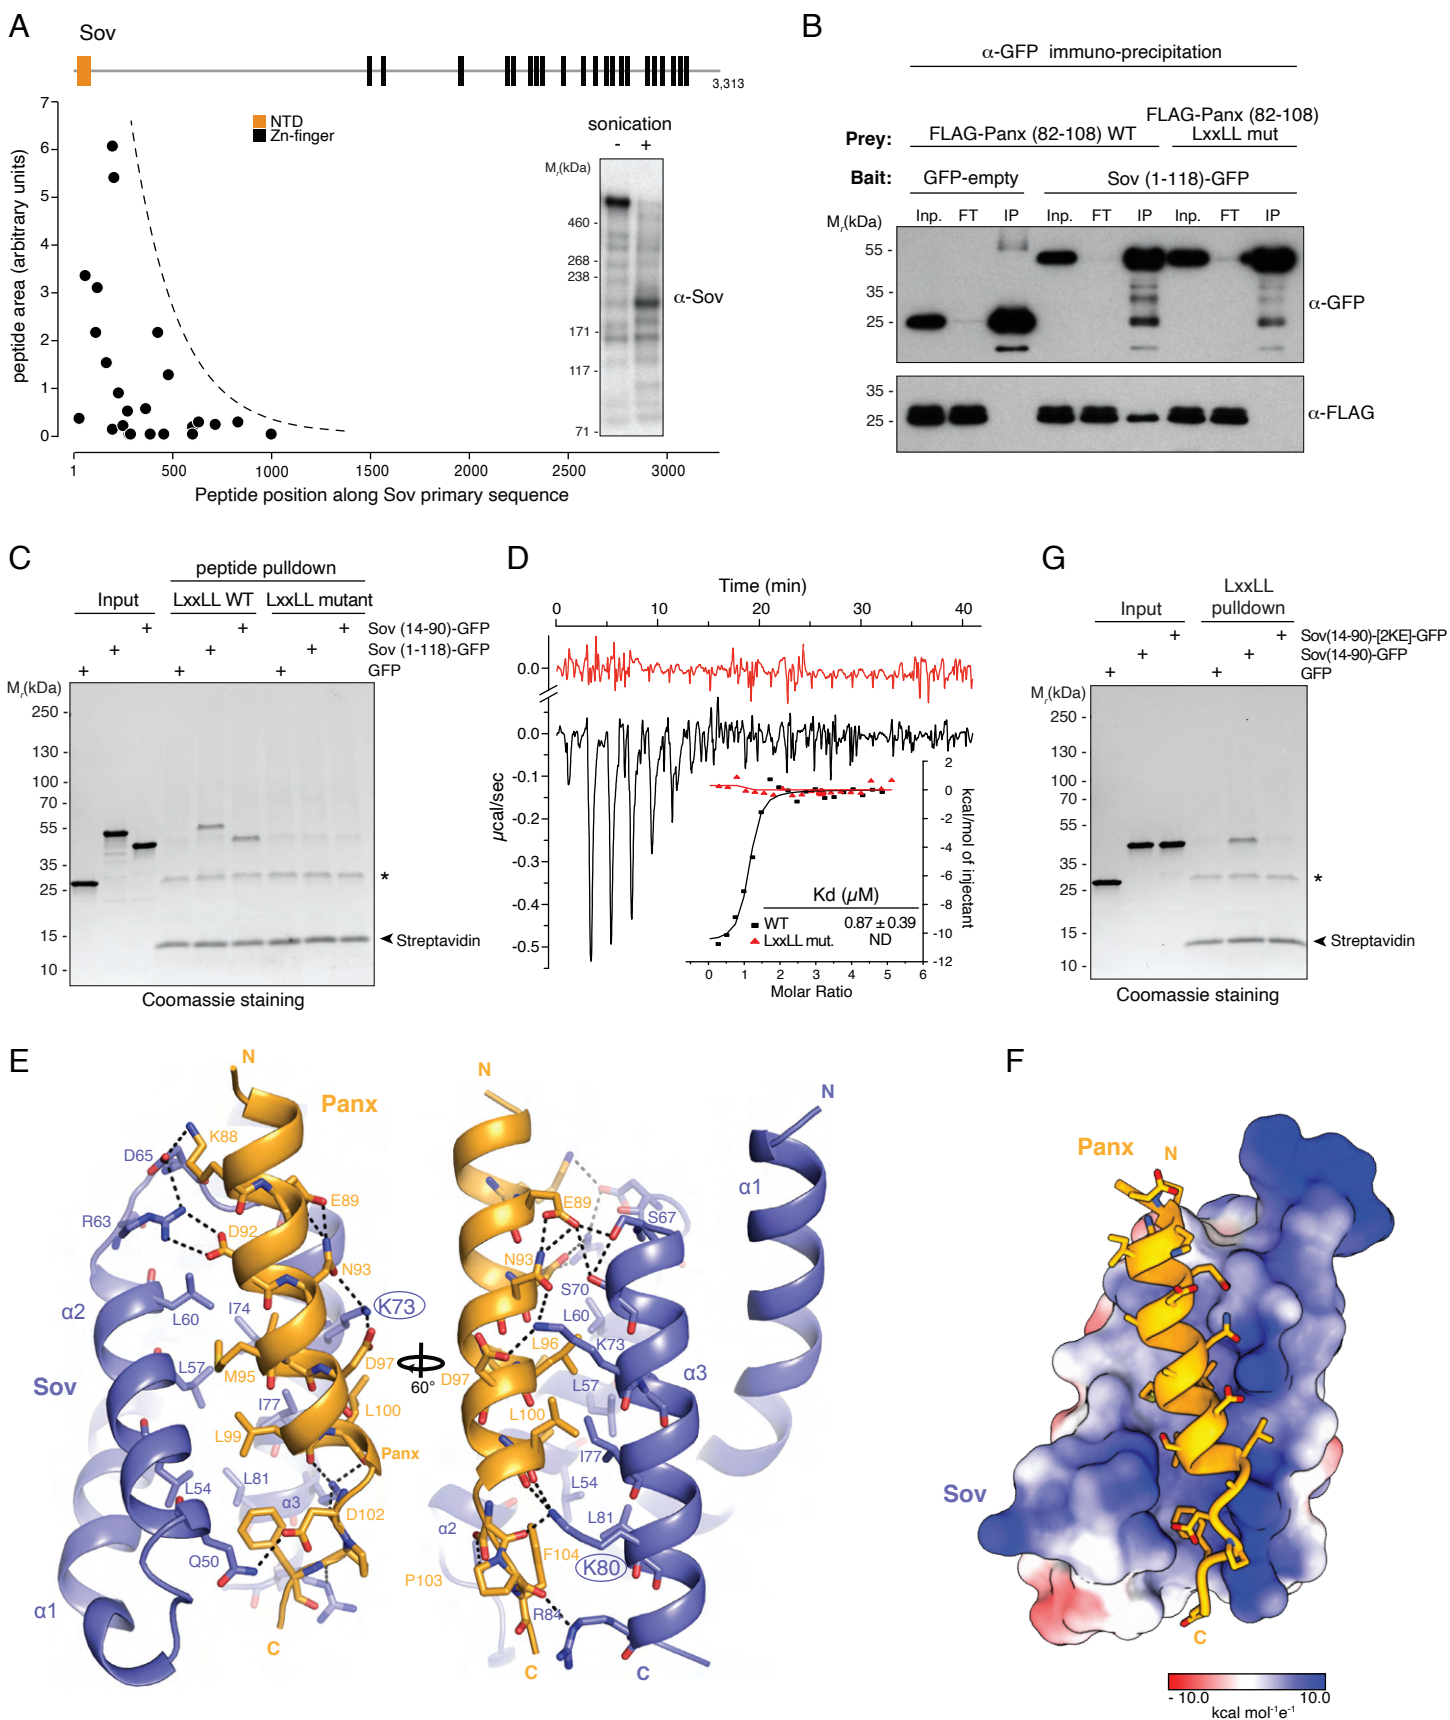 A
Sov
3,313
7
6
5
4
3
2
1
0
peptide area (arbitrary units)
NTD
Zn-finger
sonication
- +
Mr(kDa)
460 -
268 -
238 -
171 -
117 -
71 -
α-Sov
1 500 1000 1500 2000 2500 3000
Peptide position along Sov primary sequence
B
α-GFP immuno-precipitation
Prey:
FLAG-Panx (82-108) WT
FLAG-Panx (82-108)
LxxLL mut
Bait:
GFP-empty
Sov (1-118)-GFP
Mr(kDa)
Inp. FT IP Inp. FT IP Inp. FT IP
55 -
35 -
25 -
α-GFP
35 -
25 -
α-FLAG
C
peptide pulldown
Input
LxxLL WT
LxxLL mutant
+ + + Sov (14-90)-GFP
+ + + Sov (1-118)-GFP
+ + + GFP
Mr(kDa)
250 -
130 -
100 -
70 -
55 -
35 -
25 -
15 -
10 -
*
Streptavidin
Coomassie staining
D
Time (min)
0 10 20 30 40
0.0
0.0
-0.1
-0.2
-0.3
-0.4
-0.5
µcal/sec
2
0
-2
-4
-6
-8
-10
-12
kcal/mol of injectant
Kd (µM)
WT 0.87 ± 0.39
LxxLL mut. ND
0 1 2 3 4 5 6
Molar Ratio
G
LxxLL
pulldown
Input
+ + Sov(14-90)-[2KE]-GFP
+ + Sov(14-90)-GFP
+ + GFP
Mr(kDa)
250 -
130 -
100 -
70 -
55 -
35 -
25 -
15 -
10 -
*
Streptavidin
Coomassie staining
E
N
Panx
K88
D65
E89
R63
D92
N93
α2
L60
I74
K73
Sov
L57
M95
D97
I77
L100
L99
Panx
L54
L81
α3
D102
Q50
α1
C
60°
N
N
α1
E89
S67
N93
S70
L60
L96
K73
D97
α3
L57
L100
I77
L54
L81
α2
F104
K80
P103
R84
C
C
F
Panx
N
Sov
C
- 10.0 10.0
kcal mol-1e-1